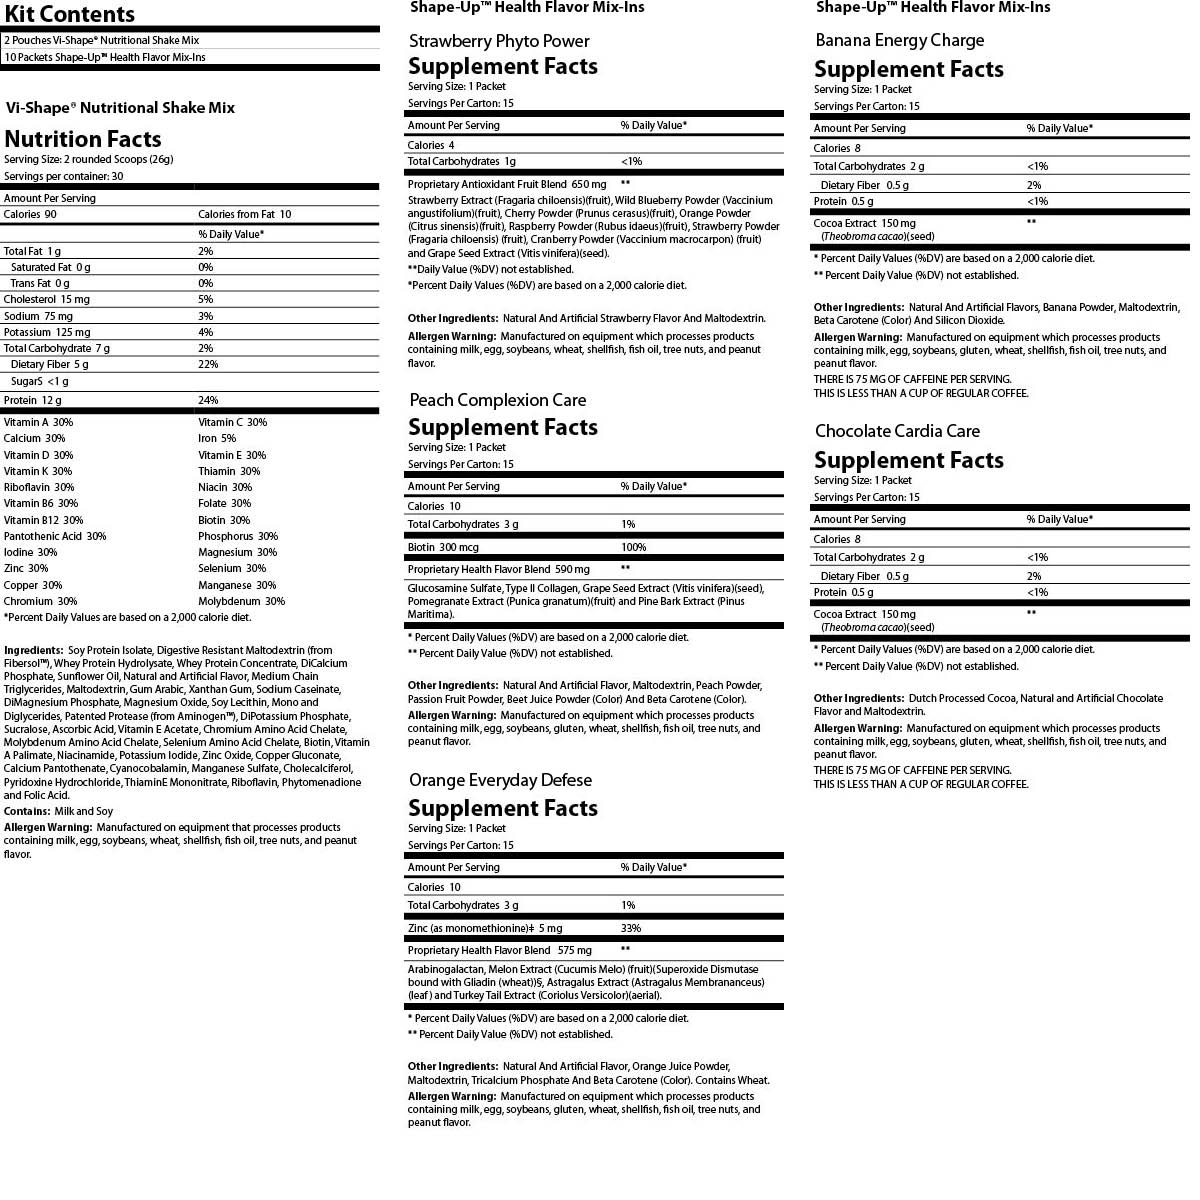 Kit Contents
2 Pouches Vi-Shape® Nutritional Shake Mix
10 Packets Shape-Up™ Health Flavor Mix-Ins
Vi-Shape® Nutritional Shake Mix
Nutrition Facts
Serving Size: 2 rounded Scoops (26g)
Servings per container: 30
Amount Per Serving
Calories 90 Calories from Fat 10
% Daily Value*
Total Fat 1 g 2%
Saturated Fat 0 g 0%
Trans Fat 0 g 0%
Cholesterol 15 mg 5%
Sodium 75 mg 3%
Potassium 125 mg 4%
Total Carbohydrate 7 g 2%
Dietary Fiber 5 g 22%
SugarS <1 g
Protein 12 g 24%
Vitamin A 30% Vitamin C 30%
Calcium 30% Iron 5%
Vitamin D 30% Vitamin E 30%
Vitamin K 30% Thiamin 30%
Riboflavin 30% Niacin 30%
Vitamin B6 30% Folate 30%
Vitamin B12 30% Biotin 30%
Pantothenic Acid 30% Phosphorus 30%
Iodine 30% Magnesium 30%
Zinc 30% Selenium 30%
Copper 30% Manganese 30%
Chromium 30% Molybdenum 30%
*Percent Daily Values are based on a 2,000 calorie diet.
Ingredients: Soy Protein Isolate, Digestive Resistant Maltodextrin (from
Fibersol™), Whey Protein Hydrolysate, Whey Protein Concentrate, DiCalcium
Phosphate, Sunflower Oil, Natural and Artificial Flavor, Medium Chain
Triglycerides, Maltodextrin, Gum Arabic, Xanthan Gum, Sodium Caseinate,
DiMagnesium Phosphate, Magnesium Oxide, Soy Lecithin, Mono and
Diglycerides, Patented Protease (from Aminogen™), DiPotassium Phosphate,
Sucralose, Ascorbic Acid, Vitamin E Acetate, Chromium Amino Acid Chelate,
Molybdenum Amino Acid Chelate, Selenium Amino Acid Chelate, Biotin, Vitamin
A Palimate, Niacinamide, Potassium Iodide, Zinc Oxide, Copper Gluconate,
Calcium Pantothenate, Cyanocobalamin, Manganese Sulfate, Cholecalciferol,
Pyridoxine Hydrochloride, ThiaminE Mononitrate, Riboflavin, Phytomenadione
and Folic Acid.
Contains: Milk and Soy
Allergen Warning: Manufactured on equipment that processes products
containing milk, egg, soybeans, wheat, shellfish, fish oil, tree nuts, and peanut
flavor.
Shape-Up™ Health Flavor Mix-Ins
Strawberry Phyto Power
Supplement Facts
Serving Size: 1 Packet
Servings Per Carton: 15
Amount Per Serving % Daily Value*
Calories 4
Total Carbohydrates 1g <1%
Proprietary Antioxidant Fruit Blend 650 mg **
Strawberry Extract (Fragaria chiloensis)(fruit), Wild Blueberry Powder (Vaccinium
angustifolium)(fruit), Cherry Powder (Prunus cerasus)(fruit), Orange Powder
(Citrus sinensis)(fruit), Raspberry Powder (Rubus idaeus)(fruit), Strawberry Powder
(Fragaria chiloensis) (fruit), Cranberry Powder (Vaccinium macrocarpon) (fruit)
and Grape Seed Extract (Vitis vinifera)(seed).
**Daily Value (%DV) not established.
*Percent Daily Values (%DV) are based on a 2,000 calorie diet.
Other Ingredients: Natural And Artificial Strawberry Flavor And Maltodextrin.
Allergen Warning: Manufactured on equipment which processes products
containing milk, egg, soybeans, wheat, shellfish, fish oil, tree nuts, and peanut
flavor.
Peach Complexion Care
Supplement Facts
Serving Size: 1 Packet
Servings Per Carton: 15
Amount Per Serving % Daily Value*
Calories 10
Total Carbohydrates 3 g 1%
Biotin 300 mcg 100%
Proprietary Health Flavor Blend 590 mg **
Glucosamine Sulfate, Type II Collagen, Grape Seed Extract (Vitis vinifera)(seed),
Pomegranate Extract (Punica granatum)(fruit) and Pine Bark Extract (Pinus
Maritima).
* Percent Daily Values (%DV) are based on a 2,000 calorie diet.
** Percent Daily Value (%DV) not established.
Other Ingredients: Natural And Artificial Flavor, Maltodextrin, Peach Powder,
Passion Fruit Powder, Beet Juice Powder (Color) And Beta Carotene (Color).
Allergen Warning: Manufactured on equipment which processes products
containing milk, egg, soybeans, gluten, wheat, shellfish, fish oil, tree nuts, and
peanut flavor.
Orange Everyday Defese
Supplement Facts
Serving Size: 1 Packet
Servings Per Carton: 15
Amount Per Serving % Daily Value*
Calories 10
Total Carbohydrates 3 g 1%
Zinc (as monomethionine)ǂ 5 mg 33%
Proprietary Health Flavor Blend 575 mg **
Arabinogalactan, Melon Extract (Cucumis Melo) (fruit)(Superoxide Dismutase
bound with Gliadin (wheat))§, Astragalus Extract (Astragalus Membrananceus)
(leaf) and Turkey Tail Extract (Coriolus Versicolor)(aerial).
* Percent Daily Values (%DV) are based on a 2,000 calorie diet.
** Percent Daily Value (%DV) not established.
Other Ingredients: Natural And Artificial Flavor, Orange Juice Powder,
Maltodextrin, Tricalcium Phosphate And Beta Carotene (Color). Contains Wheat.
Allergen Warning: Manufactured on equipment which processes products
containing milk, egg, soybeans, gluten, wheat, shellfish, fish oil, tree nuts, and
peanut flavor.
Shape-Up™ Health Flavor Mix-Ins
Banana Energy Charge
Supplement Facts
Serving Size: 1 Packet
Servings Per Carton: 15
Amount Per Serving % Daily Value*
Calories 8
Total Carbohydrates 2 g <1%
Dietary Fiber 0.5 g 2%
Protein 0.5 g <1%
Cocoa Extract 150 mg **
(Theobroma cacao)(seed)
* Percent Daily Values (%DV) are based on a 2,000 calorie diet.
** Percent Daily Value (%DV) not established.
Other Ingredients: Natural And Artificial Flavors, Banana Powder, Maltodextrin,
Beta Carotene (Color) And Silicon Dioxide.
Allergen Warning: Manufactured on equipment which processes products
containing milk, egg, soybeans, gluten, wheat, shellfish, fish oil, tree nuts, and
peanut flavor.
THERE IS 75 MG OF CAFFEINE PER SERVING.
THIS IS LESS THAN A CUP OF REGULAR COFFEE.
Chocolate Cardia Care
Supplement Facts
Serving Size: 1 Packet
Servings Per Carton: 15
Amount Per Serving % Daily Value*
Calories 8
Total Carbohydrates 2 g <1%
Dietary Fiber 0.5 g 2%
Protein 0.5 g <1%
Cocoa Extract 150 mg **
(Theobroma cacao)(seed)
* Percent Daily Values (%DV) are based on a 2,000 calorie diet.
** Percent Daily Value (%DV) not established.
Other Ingredients: Dutch Processed Cocoa, Natural and Artificial Chocolate
Flavor and Maltodextrin.
Allergen Warning: Manufactured on equipment which processes products
containing milk, egg, soybeans, gluten, wheat, shellfish, fish oil, tree nuts, and
peanut flavor.
THERE IS 75 MG OF CAFFEINE PER SERVING.
THIS IS LESS THAN A CUP OF REGULAR COFFEE.